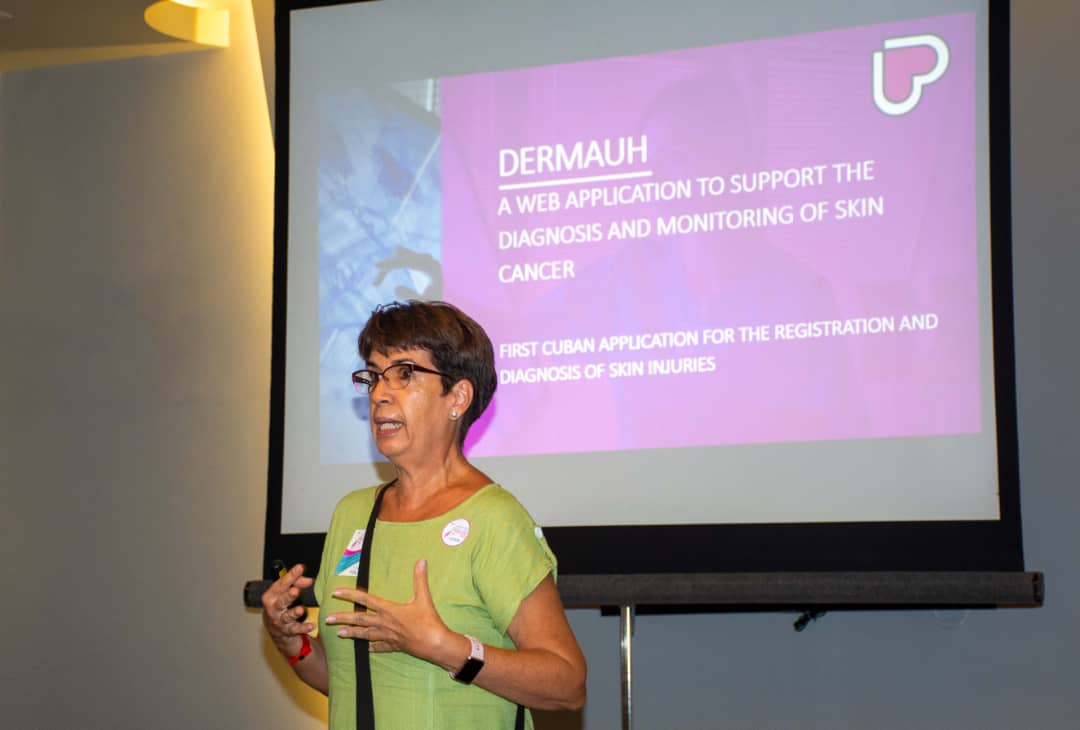 DERMAUH
A WEB APPLICATION TO SUPPORT THE
DIAGNOSIS AND MONITORING OF SKIN
CANCER
FIRST CUBAN APPLICATION FOR THE REGISTRATION AND
DIAGNOSIS OF SKIN INJURIES